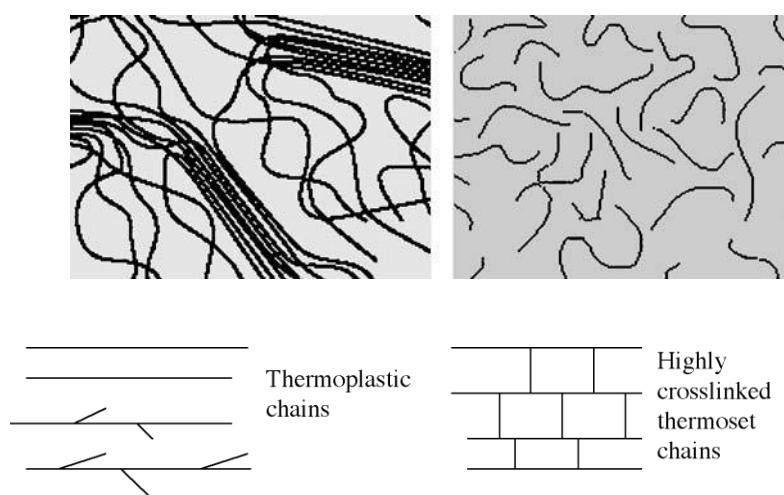 Thermoplastic
chains
Highly
crosslinked
thermoset
chains